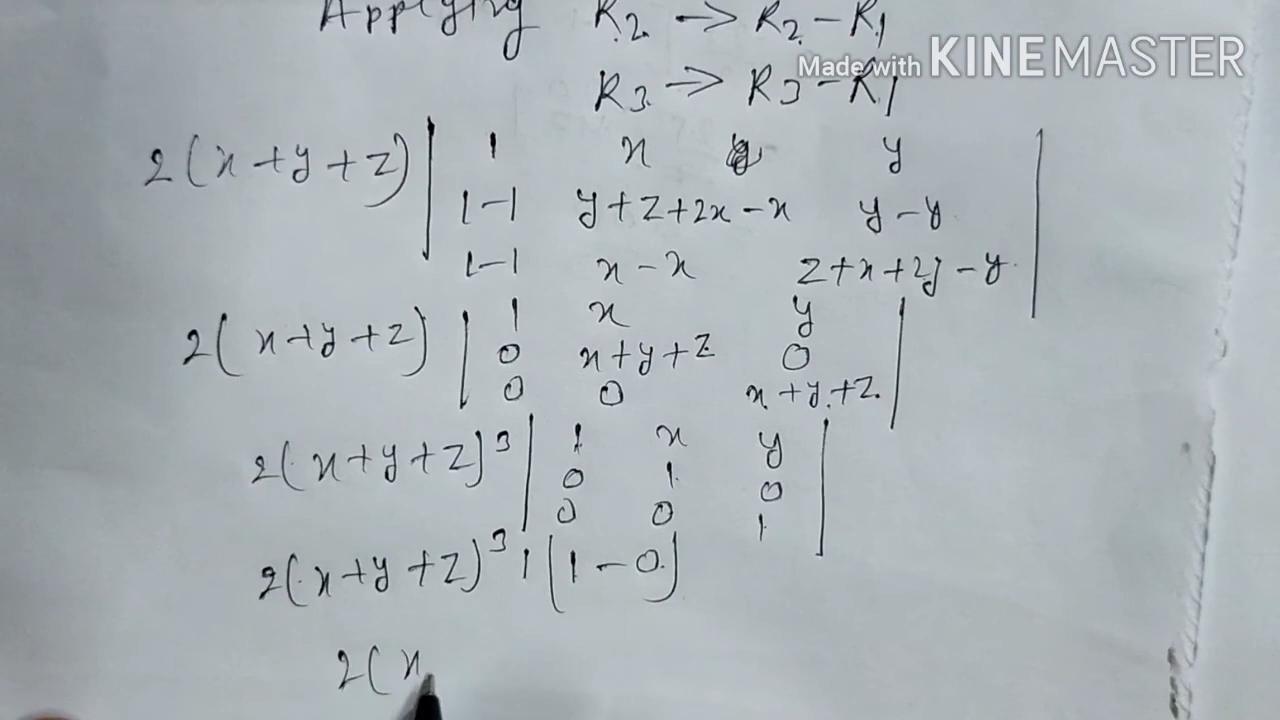 Applying R2 → R2 - R1
Made with KINEMASTER
R3 → R3 - R1
2(x+y+z) | 1 x y |
1-1 y+z+2x-x y-y
1-1 x-x z+x+2y-y
2(x+y+z) | 1 x y |
0 x+y+z 0
0 0 x+y+z
2(x+y+z)³ | 1 x y |
0 1 0
0 0 1
2(x+y+z)³ 1[1-0]
2(x